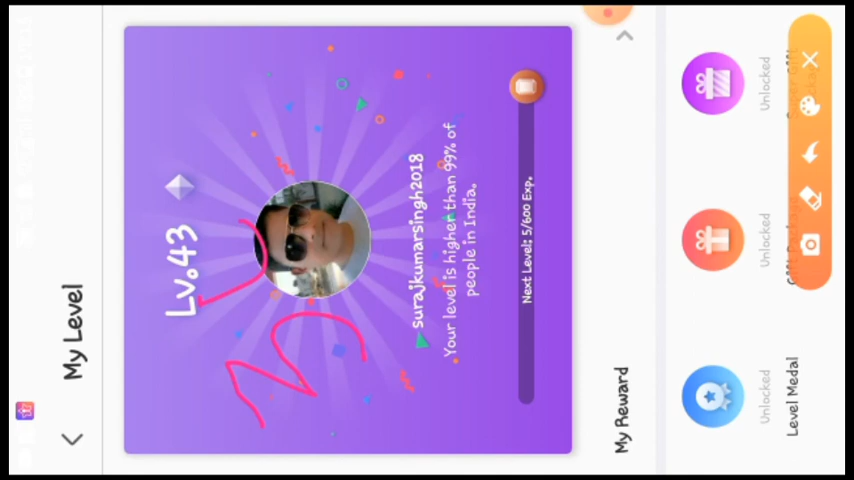 My Level
Lv.43
surajkumarsingh2018
Your level is higher than 99% of
people in India.
Next Level: 5/600 Exp.
My Reward
Unlocked
Level Medal
Unlocked
Unlocked